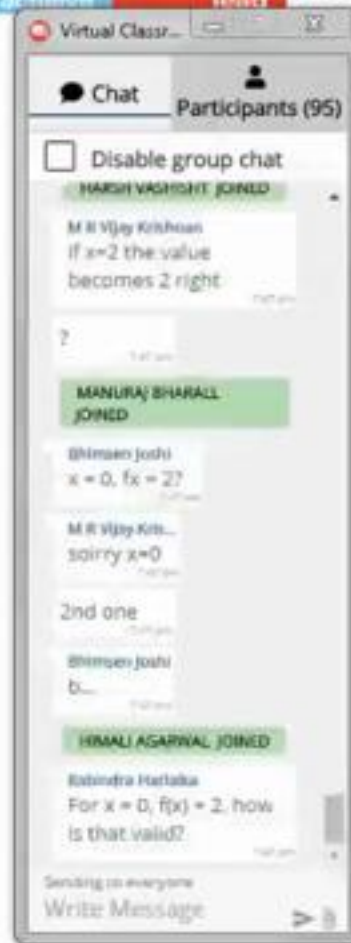 Virtual Classr...
Chat
Participants (95)
Disable group chat
HARSH VASHISHT JOINED
M R Vijay Krishnan
If x=2 the value
becomes 2 right
?
MANURAJ BHARALL
JOINED
Bhimsen Joshi
x = 0, fx = 2?
M R Vijay Kris...
soirry x=0
2nd one
Bhimsen Joshi
b...
HIMALI AGARWAL JOINED
Rabindra Hatlaka
For x = 0, f(x) = 2, how
is that valid?
Sending to everyone
Write Message